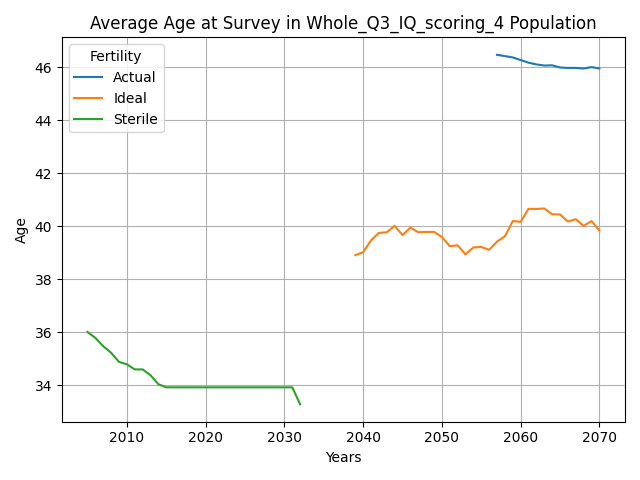 Average Age at Survey in Whole_Q3_IQ_scoring_4 Population
Fertility
Actual
Ideal
Sterile
Age
46
44
42
40
38
36
34
2010
2020
2030
2040
2050
2060
2070
Years